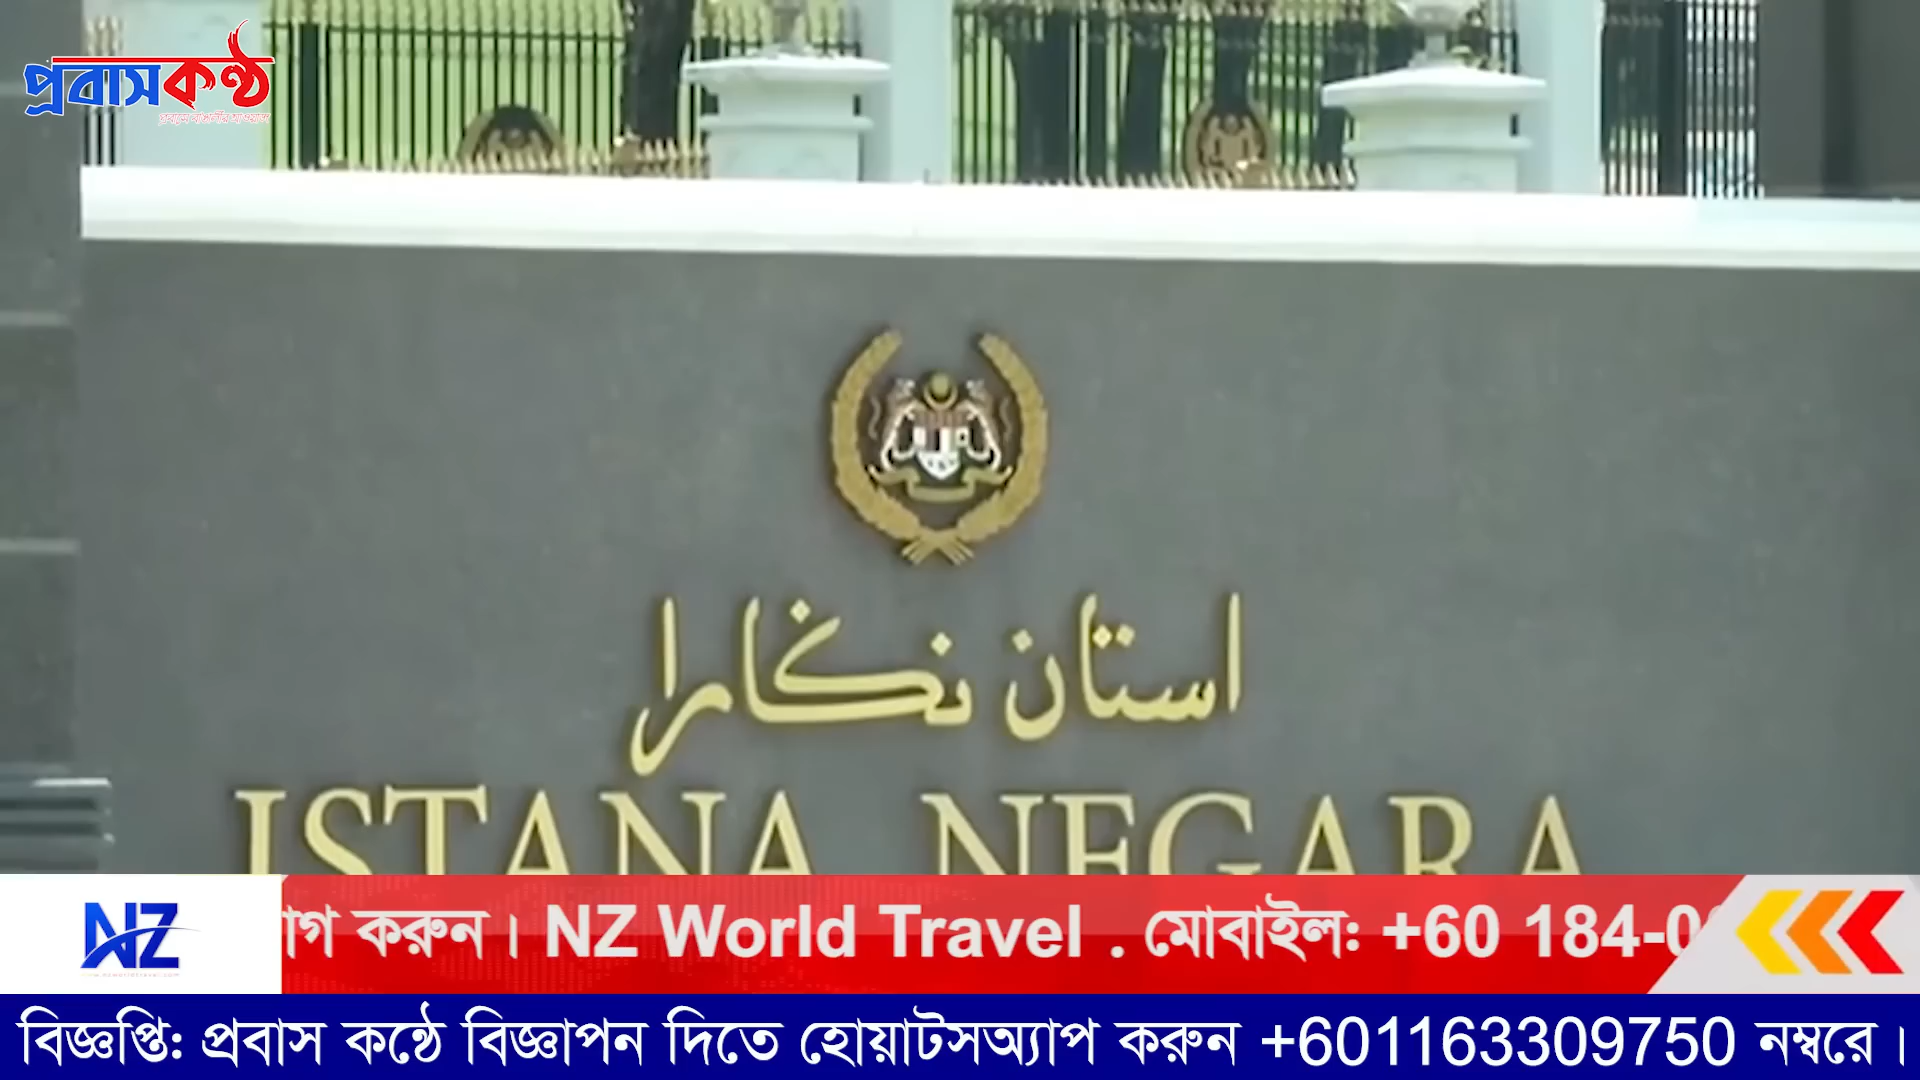 প্রবাসকণ্ঠ
استان نݢارا
ISTANA NEGARA
NZ
াগ করুন। NZ World Travel . মোবাইলঃ +60 184-0
বিজ্ঞপ্তিঃ প্রবাস কন্ঠে বিজ্ঞাপন দিতে হোয়াটসঅ্যাপ করুন +601163309750 নম্বরে।